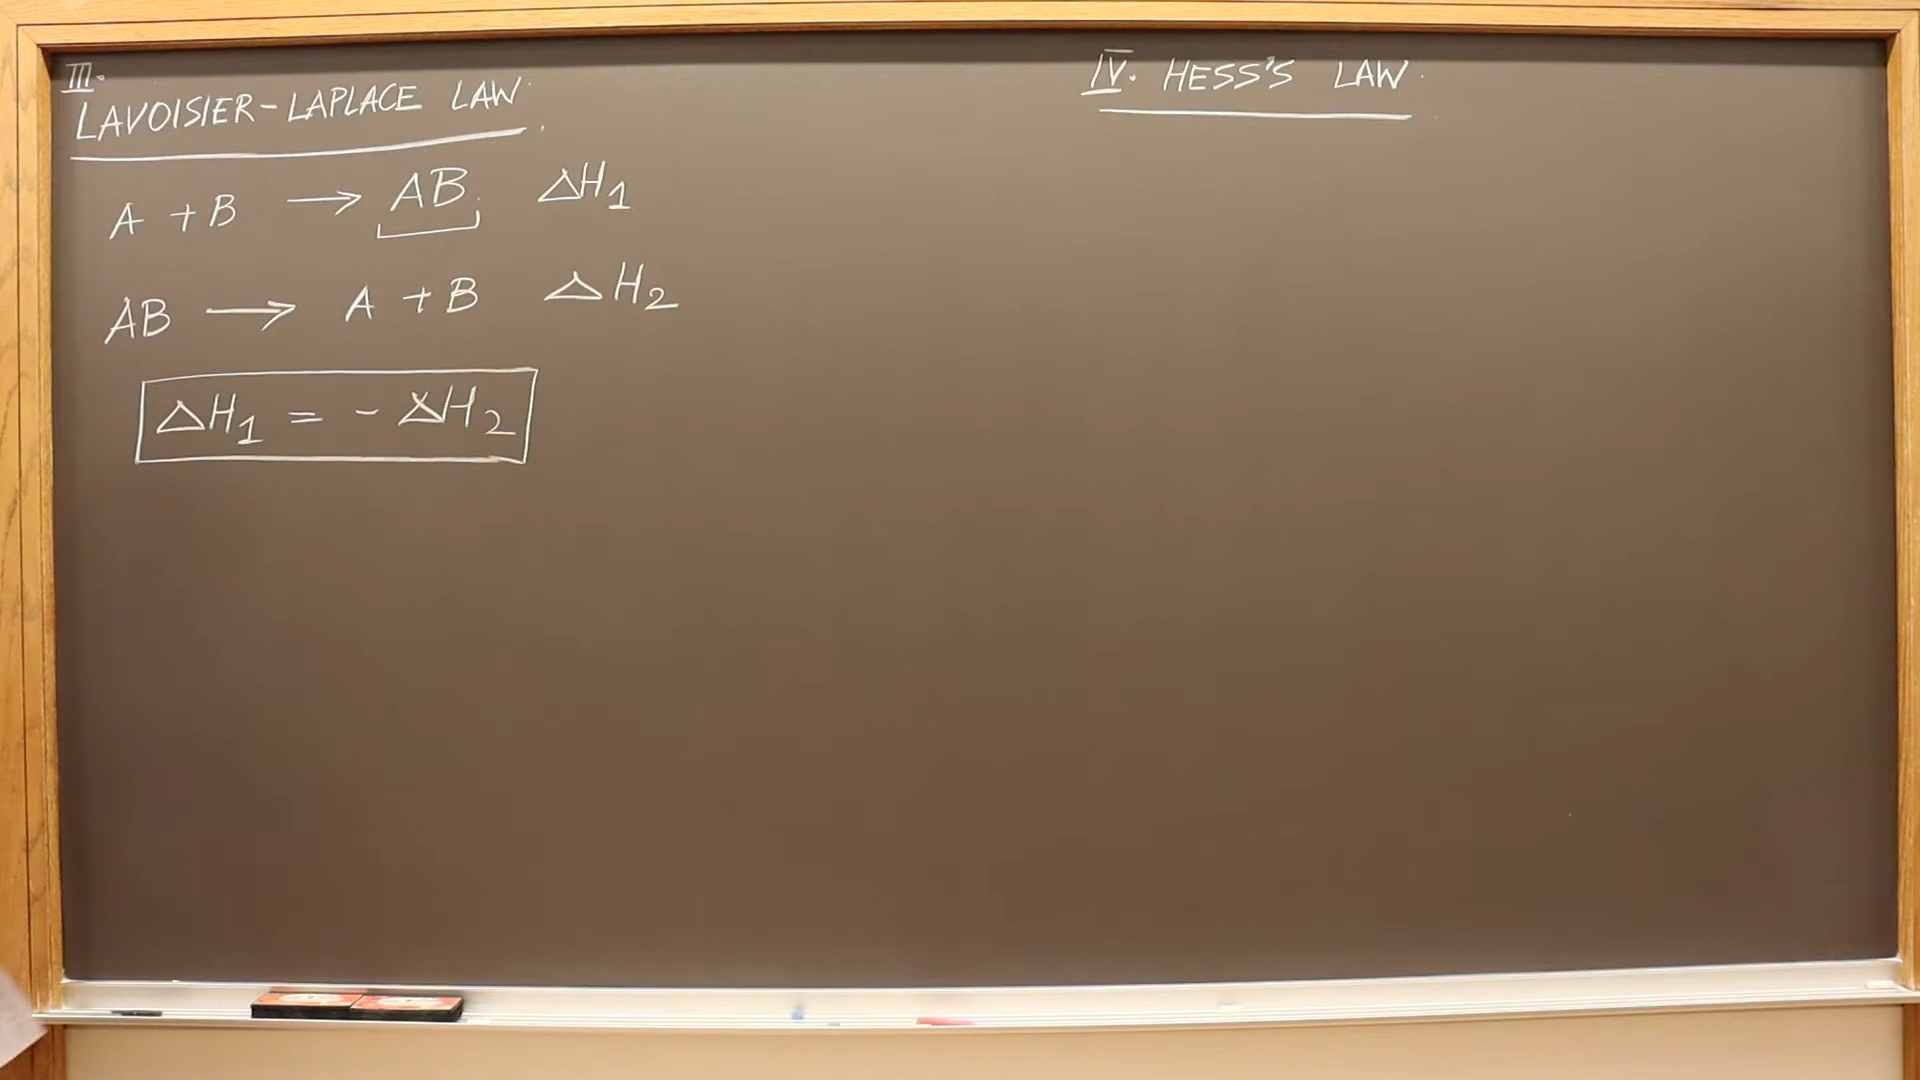 III.
LAVOISIER-LAPLACE LAW.
A + B → AB ΔH₁
AB → A + B ΔH₂
ΔH₁ = - ΔH₂
IV. HESS'S LAW